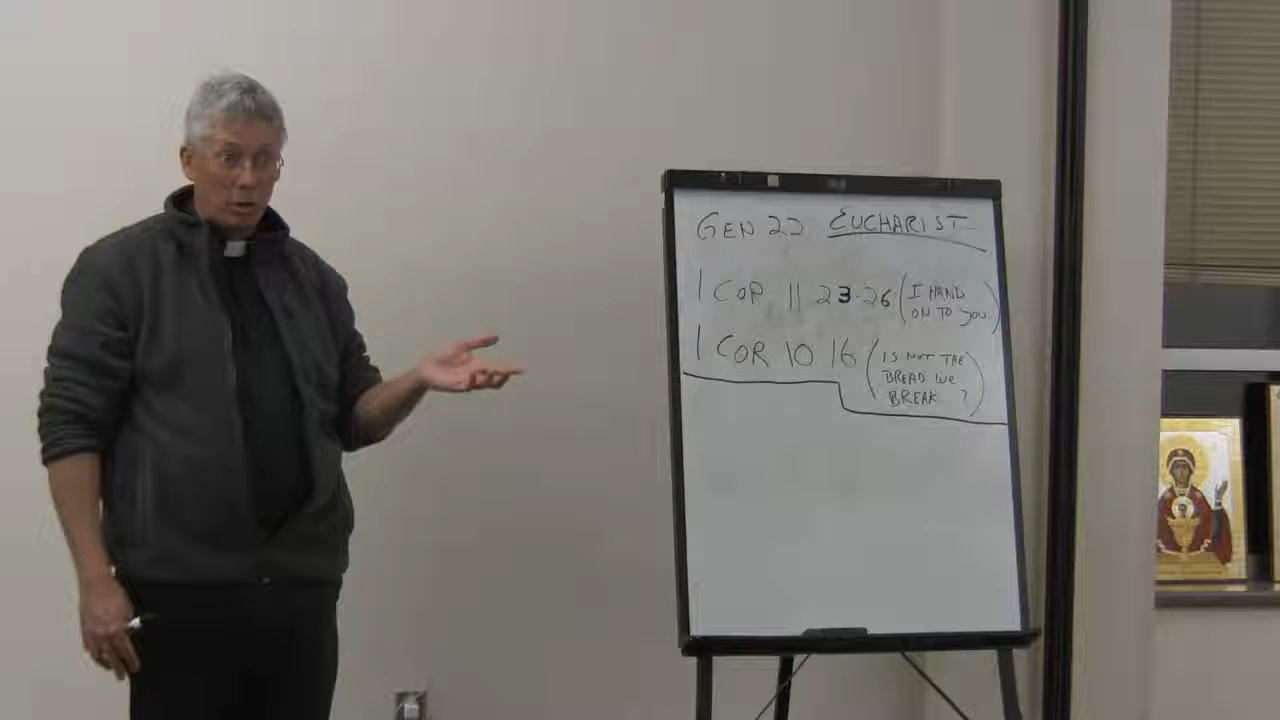 GEN 22 EUCHARIST
1 COR 11 23-26 (I HAND
ON TO YOU)
1 COR 10 16 (IS NOT THE
BREAD WE
BREAK ?)